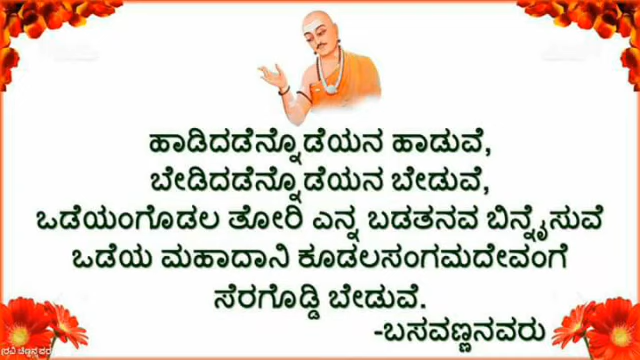 ಹಾಡಿದಡೆನ್ನೊಡೆಯನ ಹಾಡುವೆ,
ಬೇಡಿದಡೆನ್ನೊಡೆಯನ ಬೇಡುವೆ,
ಒಡೆಯಂಗೊಡಲ ತೋರಿ ಎನ್ನ ಬಡತನವ ಬಿನ್ನೈಸುವೆ
ಒಡೆಯ ಮಹಾದಾನಿ ಕೂಡಲಸಂಗಮದೇವಂಗೆ
ಸೆರಗೊಡ್ಡಿ ಬೇಡುವೆ.
-ಬಸವಣ್ಣನವರು